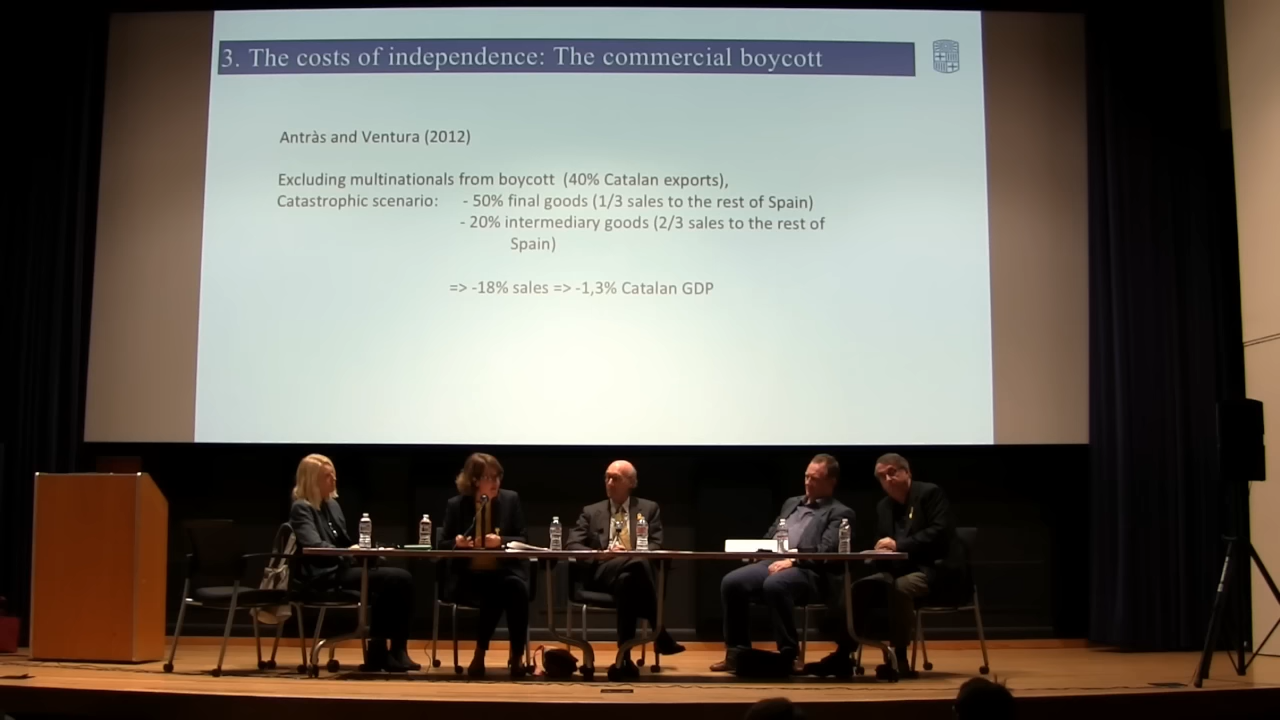 3. The costs of independence: The commercial boycott
Antràs and Ventura (2012)
Excluding multinationals from boycott (40% Catalan exports),
Catastrophic scenario: - 50% final goods (1/3 sales to the rest of Spain)
- 20% intermediary goods (2/3 sales to the rest of
Spain)
=> -18% sales => -1,3% Catalan GDP